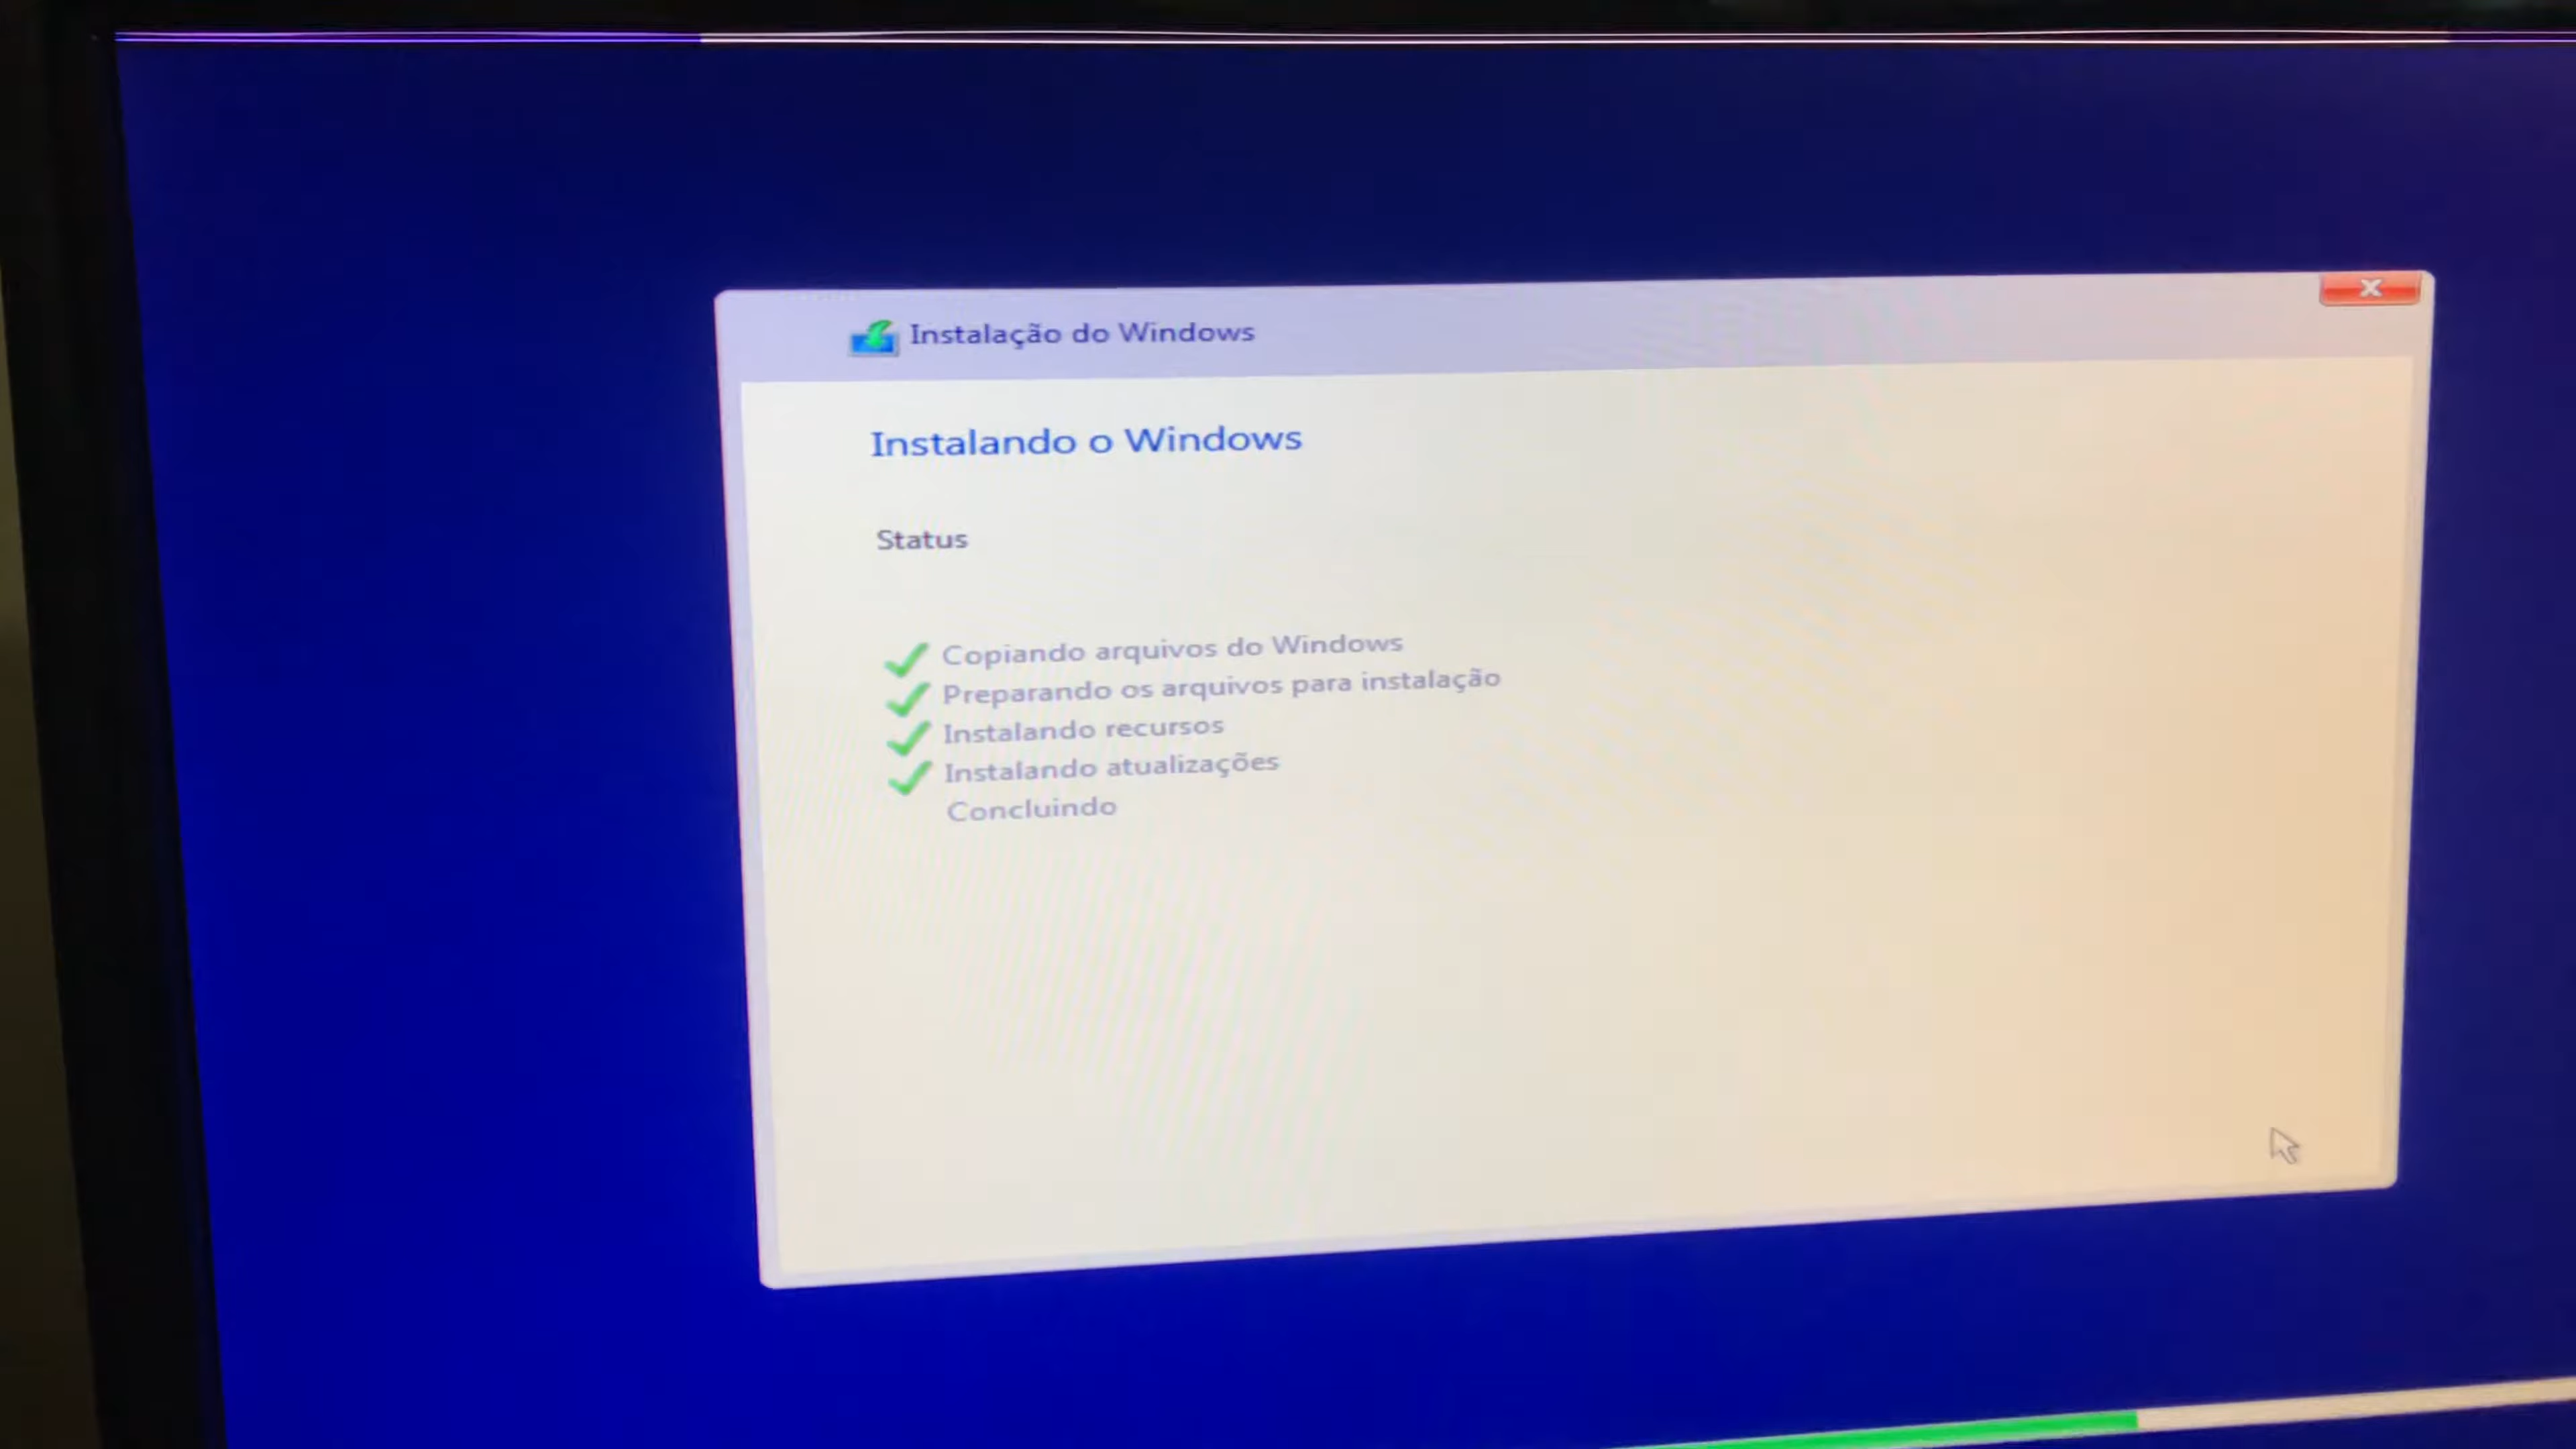 Instalação do Windows
Instalando o Windows
Status
Copiando arquivos do Windows
Preparando os arquivos para instalação
Instalando recursos
Instalando atualizações
Concluindo